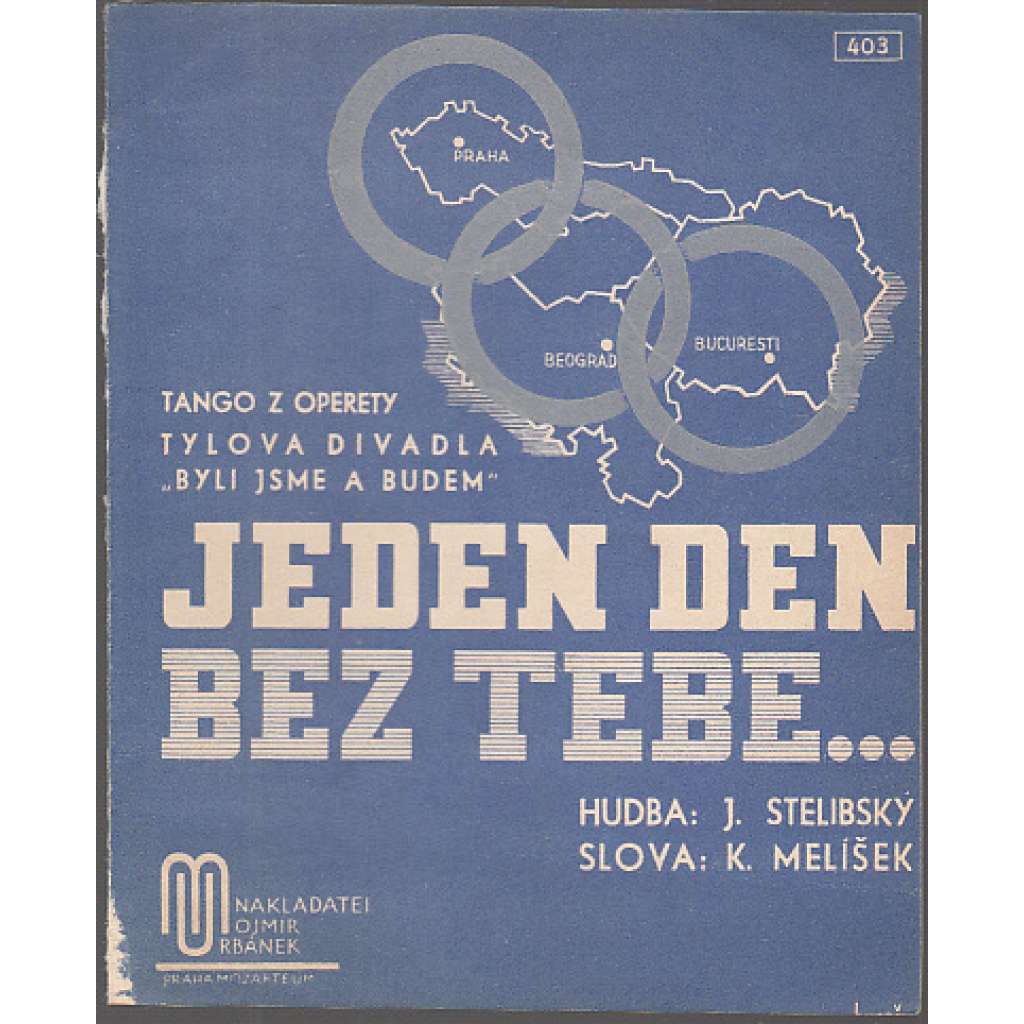 403
PRAHA
BEOGRAD
BUCURESTI
TANGO Z OPERETY
TYLOVA DIVADLA
„BYLI JSME A BUDEM"
JEDEN DEN
BEZ TEBE...
HUDBA: J. STELIBSKÝ
SLOVA: K. MELÍŠEK
NAKLADATEL
MOJMIR
URBÁNEK
PRAHA MOZARTEUM